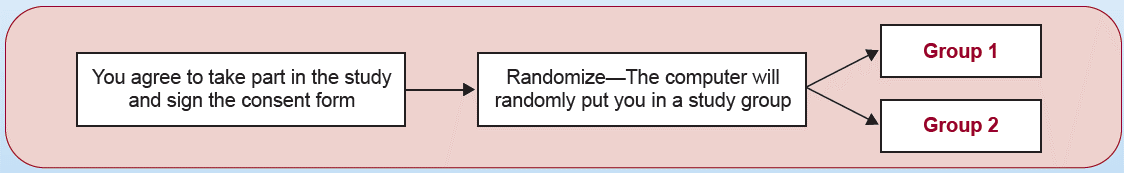 You agree to take part in the study
and sign the consent form
Randomize—The computer will
randomly put you in a study group
Group 1
Group 2